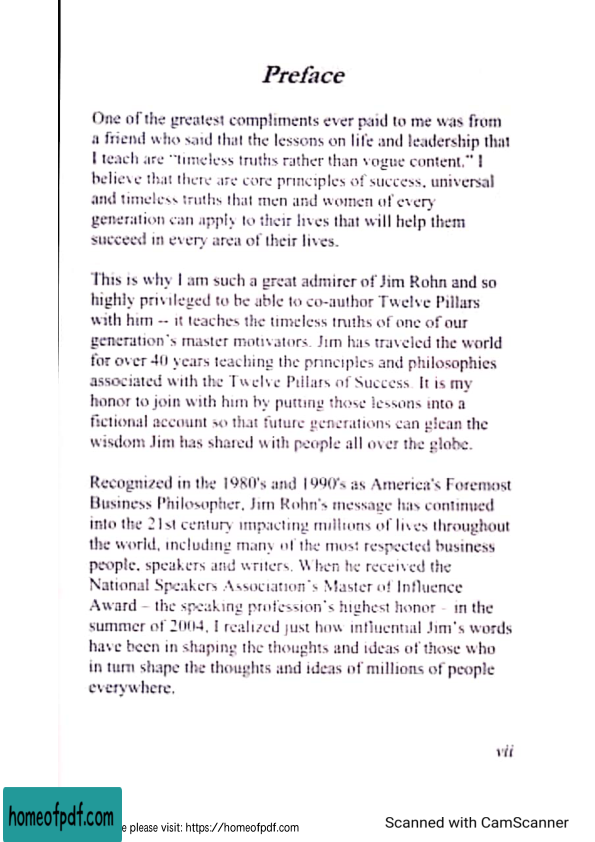 Preface
One of the greatest compliments ever paid to me was from
a friend who said that the lessons on life and leadership that
I teach are "timeless truths rather than vogue content." I
believe that there are core principles of success, universal
and timeless truths that men and women of every
generation can apply to their lives that will help them
succeed in every area of their lives.
This is why I am such a great admirer of Jim Rohn and so
highly privileged to be able to co-author Twelve Pillars
with him -- it teaches the timeless truths of one of our
generation's master motivators. Jim has traveled the world
for over 40 years teaching the principles and philosophies
associated with the Twelve Pillars of Success. It is my
honor to join with him by putting those lessons into a
fictional account so that future generations can glean the
wisdom Jim has shared with people all over the globe.
Recognized in the 1980's and 1990's as America's Foremost
Business Philosopher, Jim Rohn's message has continued
into the 21st century impacting millions of lives throughout
the world, including many of the most respected business
people, speakers and writers. When he received the
National Speakers Association's Master of Influence
Award – the speaking profession's highest honor - in the
summer of 2004, I realized just how influential Jim's words
have been in shaping the thoughts and ideas of those who
in turn shape the thoughts and ideas of millions of people
everywhere.
vii
homeofpdf.com
e please visit: https://homeofpdf.com
Scanned with CamScanner